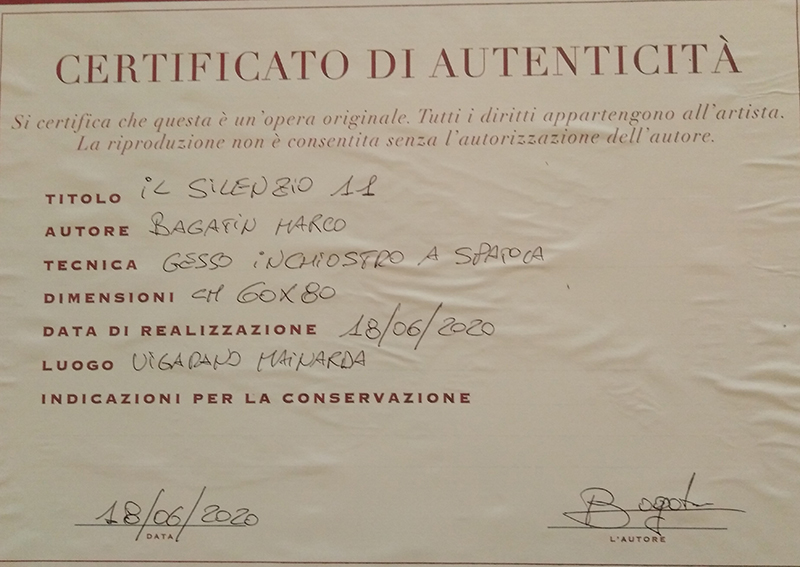 CERTIFICATO DI AUTENTICITÀ
Si certifica che questa è un'opera originale. Tutti i diritti appartengono all'artista.
La riproduzione non è consentita senza l'autorizzazione dell'autore.
TITOLO iL SILENZIO 11
AUTORE BAGATIN MARCO
TECNICA GESSO iNCHIOSTRO A SPATOLA
DIMENSIONI CM 60X80
DATA DI REALIZZAZIONE 18/06/2020
LUOGO VIGARANO MAINARDA
INDICAZIONI PER LA CONSERVAZIONE
18/06/2020
DATA
L'AUTORE